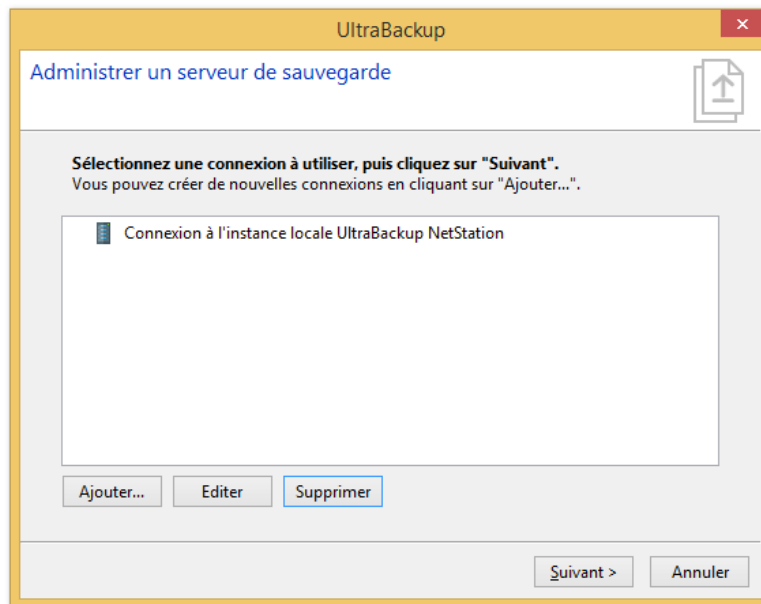 UltraBackup
Administrer un serveur de sauvegarde
Sélectionnez une connexion à utiliser, puis cliquez sur "Suivant".
Vous pouvez créer de nouvelles connexions en cliquant sur "Ajouter...".
Connexion à l'instance locale UltraBackup NetStation
Ajouter... Editer Supprimer
Suivant > Annuler